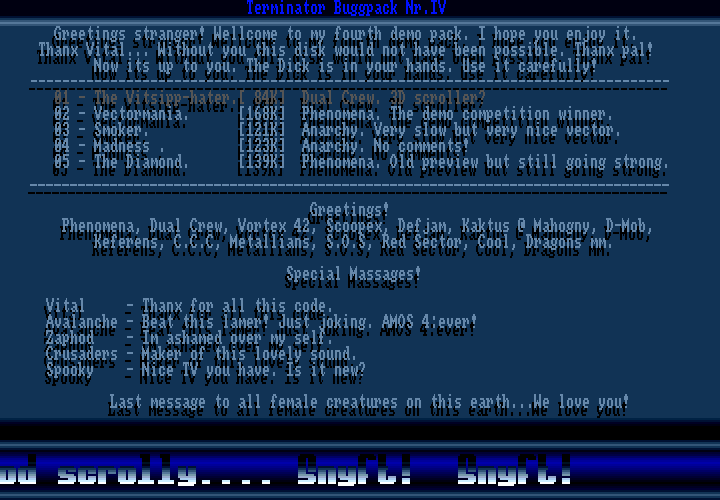 Terminator Buggpack Nr.IV
Greetings stranger! Wellcome to my fourth demo pack. I hope you enjoy it.
Thanx Vital... Without you this disk would not have been possible. Thanx pal!
Now its up to you. The Dick is in your hands. Use it carefully!
01 - The Vitsipp-hater.[ 84K] Dual Crew. 3D scroller?
02 - Vectormania. [168K] Phenomena. The demo competition winner.
03 - Smoker. [121K] Anarchy. Very slow but very nice vector.
04 - Madness . [123K] Anarchy. No comments!
05 - The Diamond. [139K] Phenomena. Old preview but still going strong.
Greetings!
Phenomena, Dual Crew, Vortex 42, Scoopex, Defjam, Kaktus @ Mahogny, D-Mob,
Referens, C.C.C, Metallians, S.O.S, Red Sector, Cool, Dragons mm.
Special Massages!
Vital - Thanx for all this code.
Avalanche - Beat this lamer! Just joking. AMOS 4:ever!
Zaphod - Im ashamed over my self.
Crusaders - Maker of this lovely sound.
Spooky - Nice TV you have. Is it new?
Last message to all female creatures on this earth...We love you!
od scrolly.... Gnyft! Gnyft!